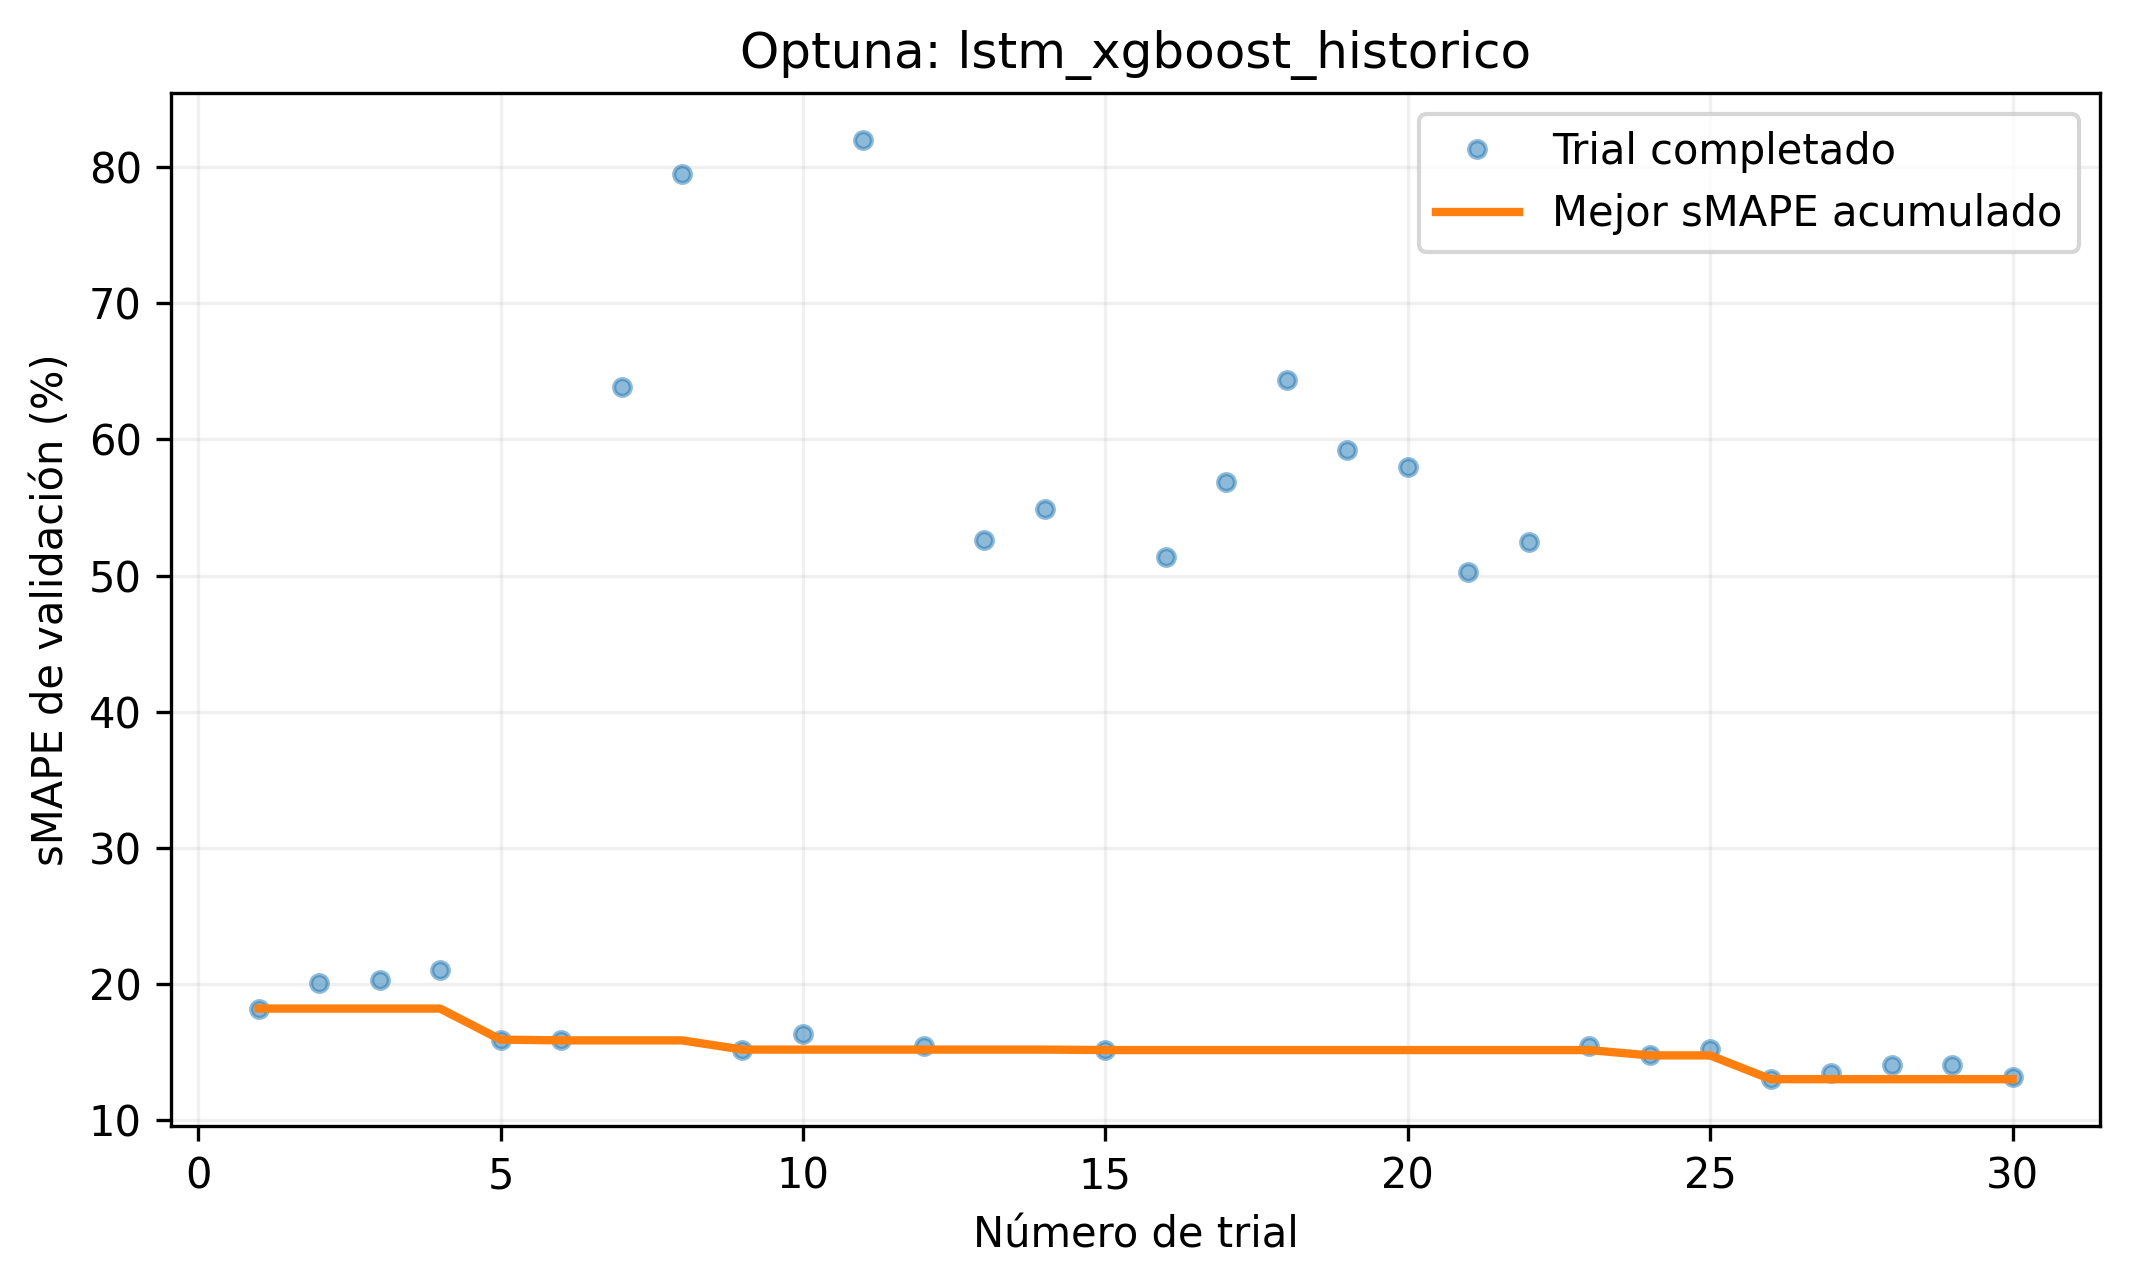 Optuna: lstm_xgboost_historico
Trial completado
Mejor sMAPE acumulado
sMAPE de validación (%)
80
70
60
50
40
30
20
10
0 5 10 15 20 25 30
Número de trial